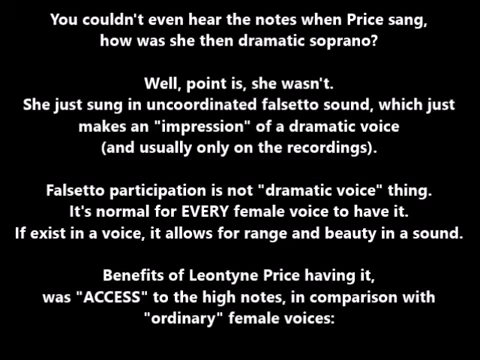 You couldn't even hear the notes when Price sang,
how was she then dramatic soprano?
Well, point is, she wasn't.
She just sung in uncoordinated falsetto sound, which just
makes an "impression" of a dramatic voice
(and usually only on the recordings).
Falsetto participation is not "dramatic voice" thing.
It's normal for EVERY female voice to have it.
If exist in a voice, it allows for range and beauty in a sound.
Benefits of Leontyne Price having it,
was "ACCESS" to the high notes, in comparison with
"ordinary" female voices: